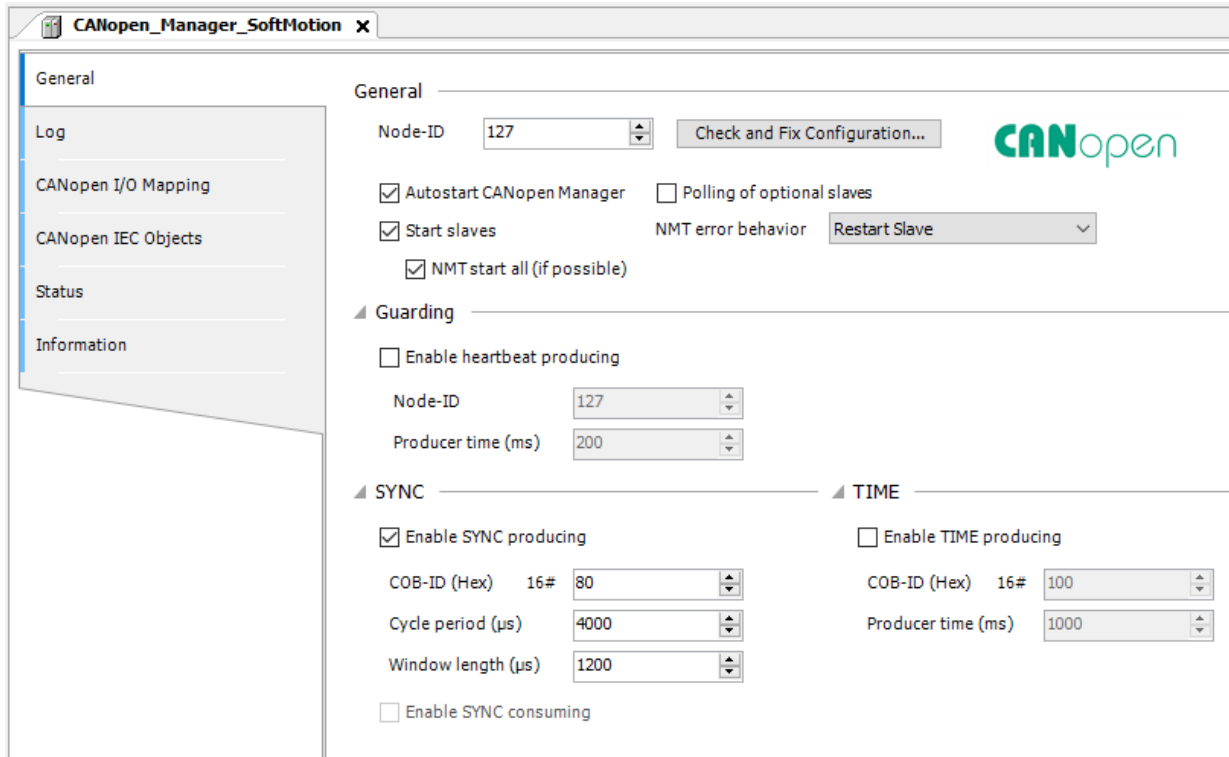 CANopen_Manager_SoftMotion
General
Log
CANopen I/O Mapping
CANopen IEC Objects
Status
Information
General
Node-ID 127 Check and Fix Configuration...
CANopen
Autostart CANopen Manager Polling of optional slaves
Start slaves NMT error behavior Restart Slave
NMT start all (if possible)
Guarding
Enable heartbeat producing
Node-ID 127
Producer time (ms) 200
SYNC
Enable SYNC producing
COB-ID (Hex) 16# 80
Cycle period (µs) 4000
Window length (µs) 1200
Enable SYNC consuming
TIME
Enable TIME producing
COB-ID (Hex) 16# 100
Producer time (ms) 1000